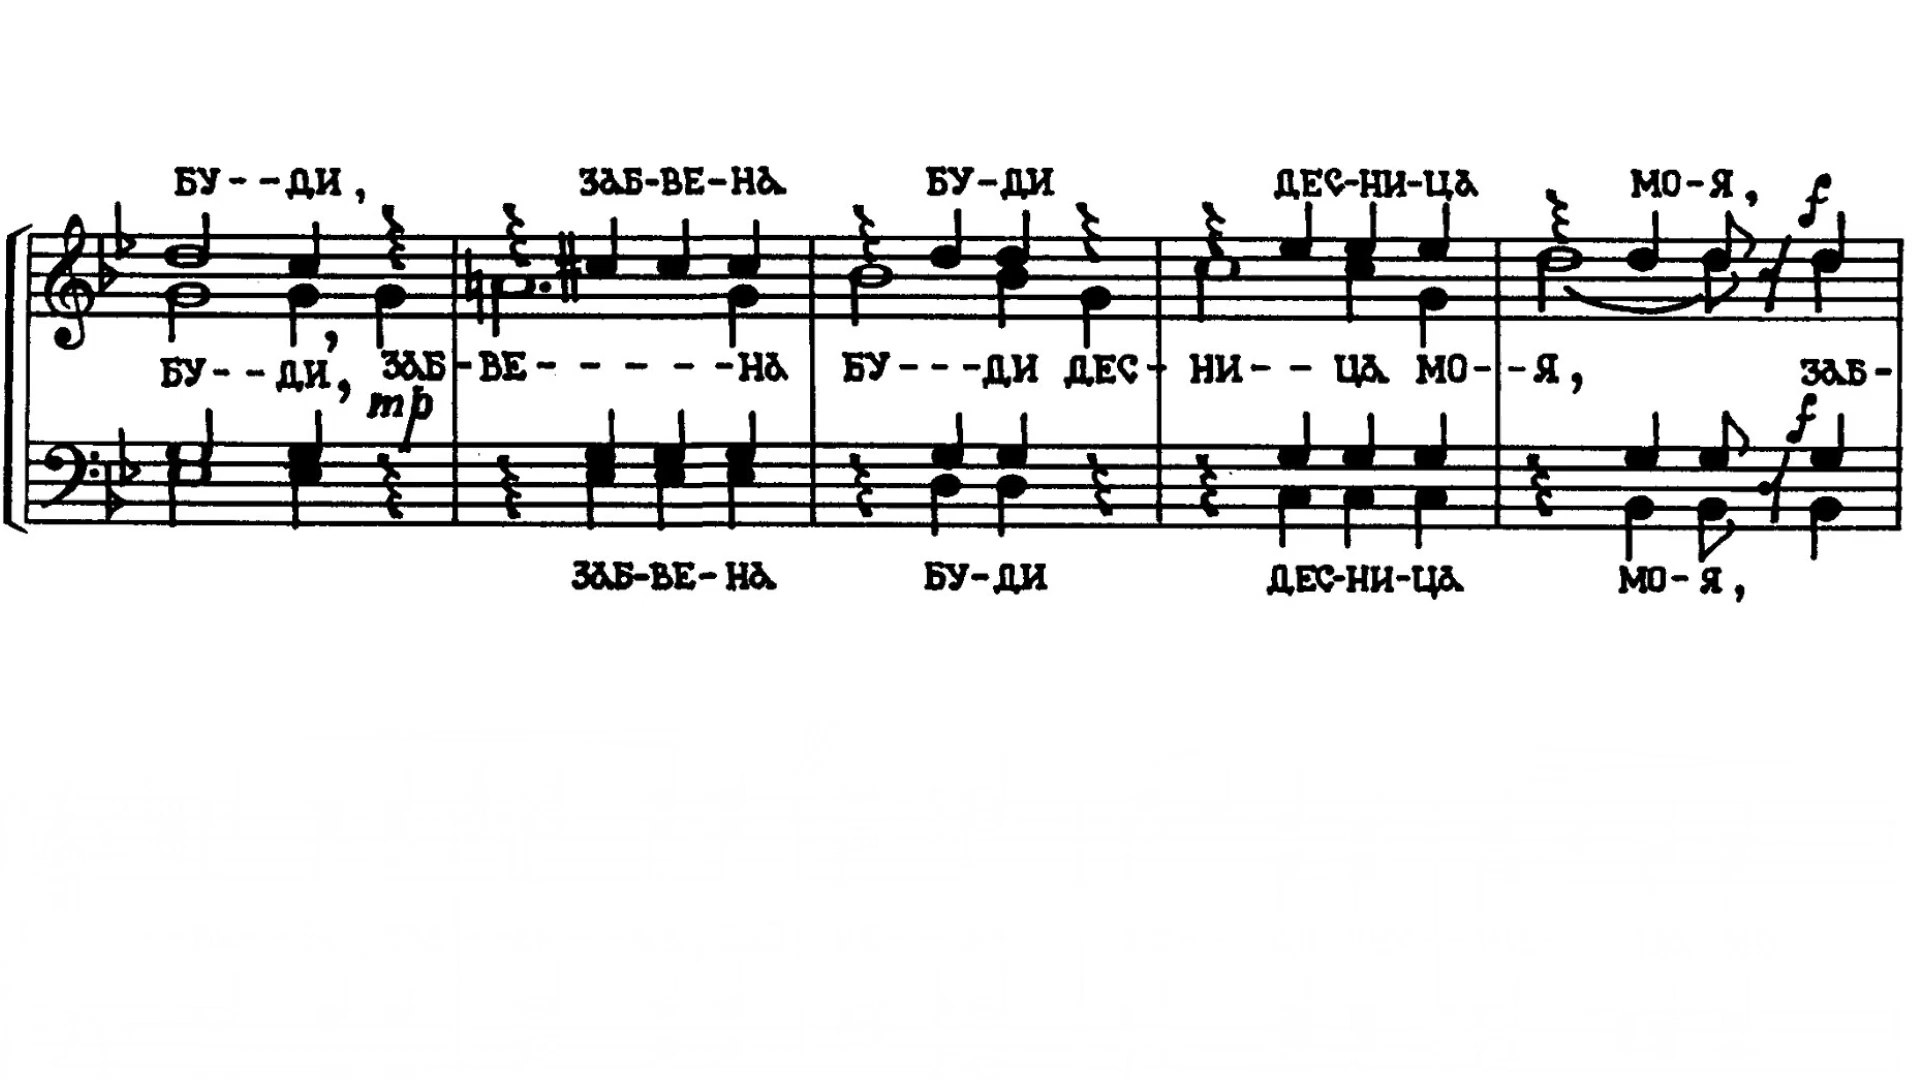 БУ--ДИ, ЗАБ-ВЕ-НА БУ-ДИ ДЕС-НИ-ЦА МО-Я, f
БУ--ДИ, ЗАБ-ВЕ------НА БУ---ДИ ДЕС-НИ--ЦА МО--Я, ЗАБ-
mp f
ЗАБ-ВЕ-НА БУ-ДИ ДЕС-НИ-ЦА МО-Я,